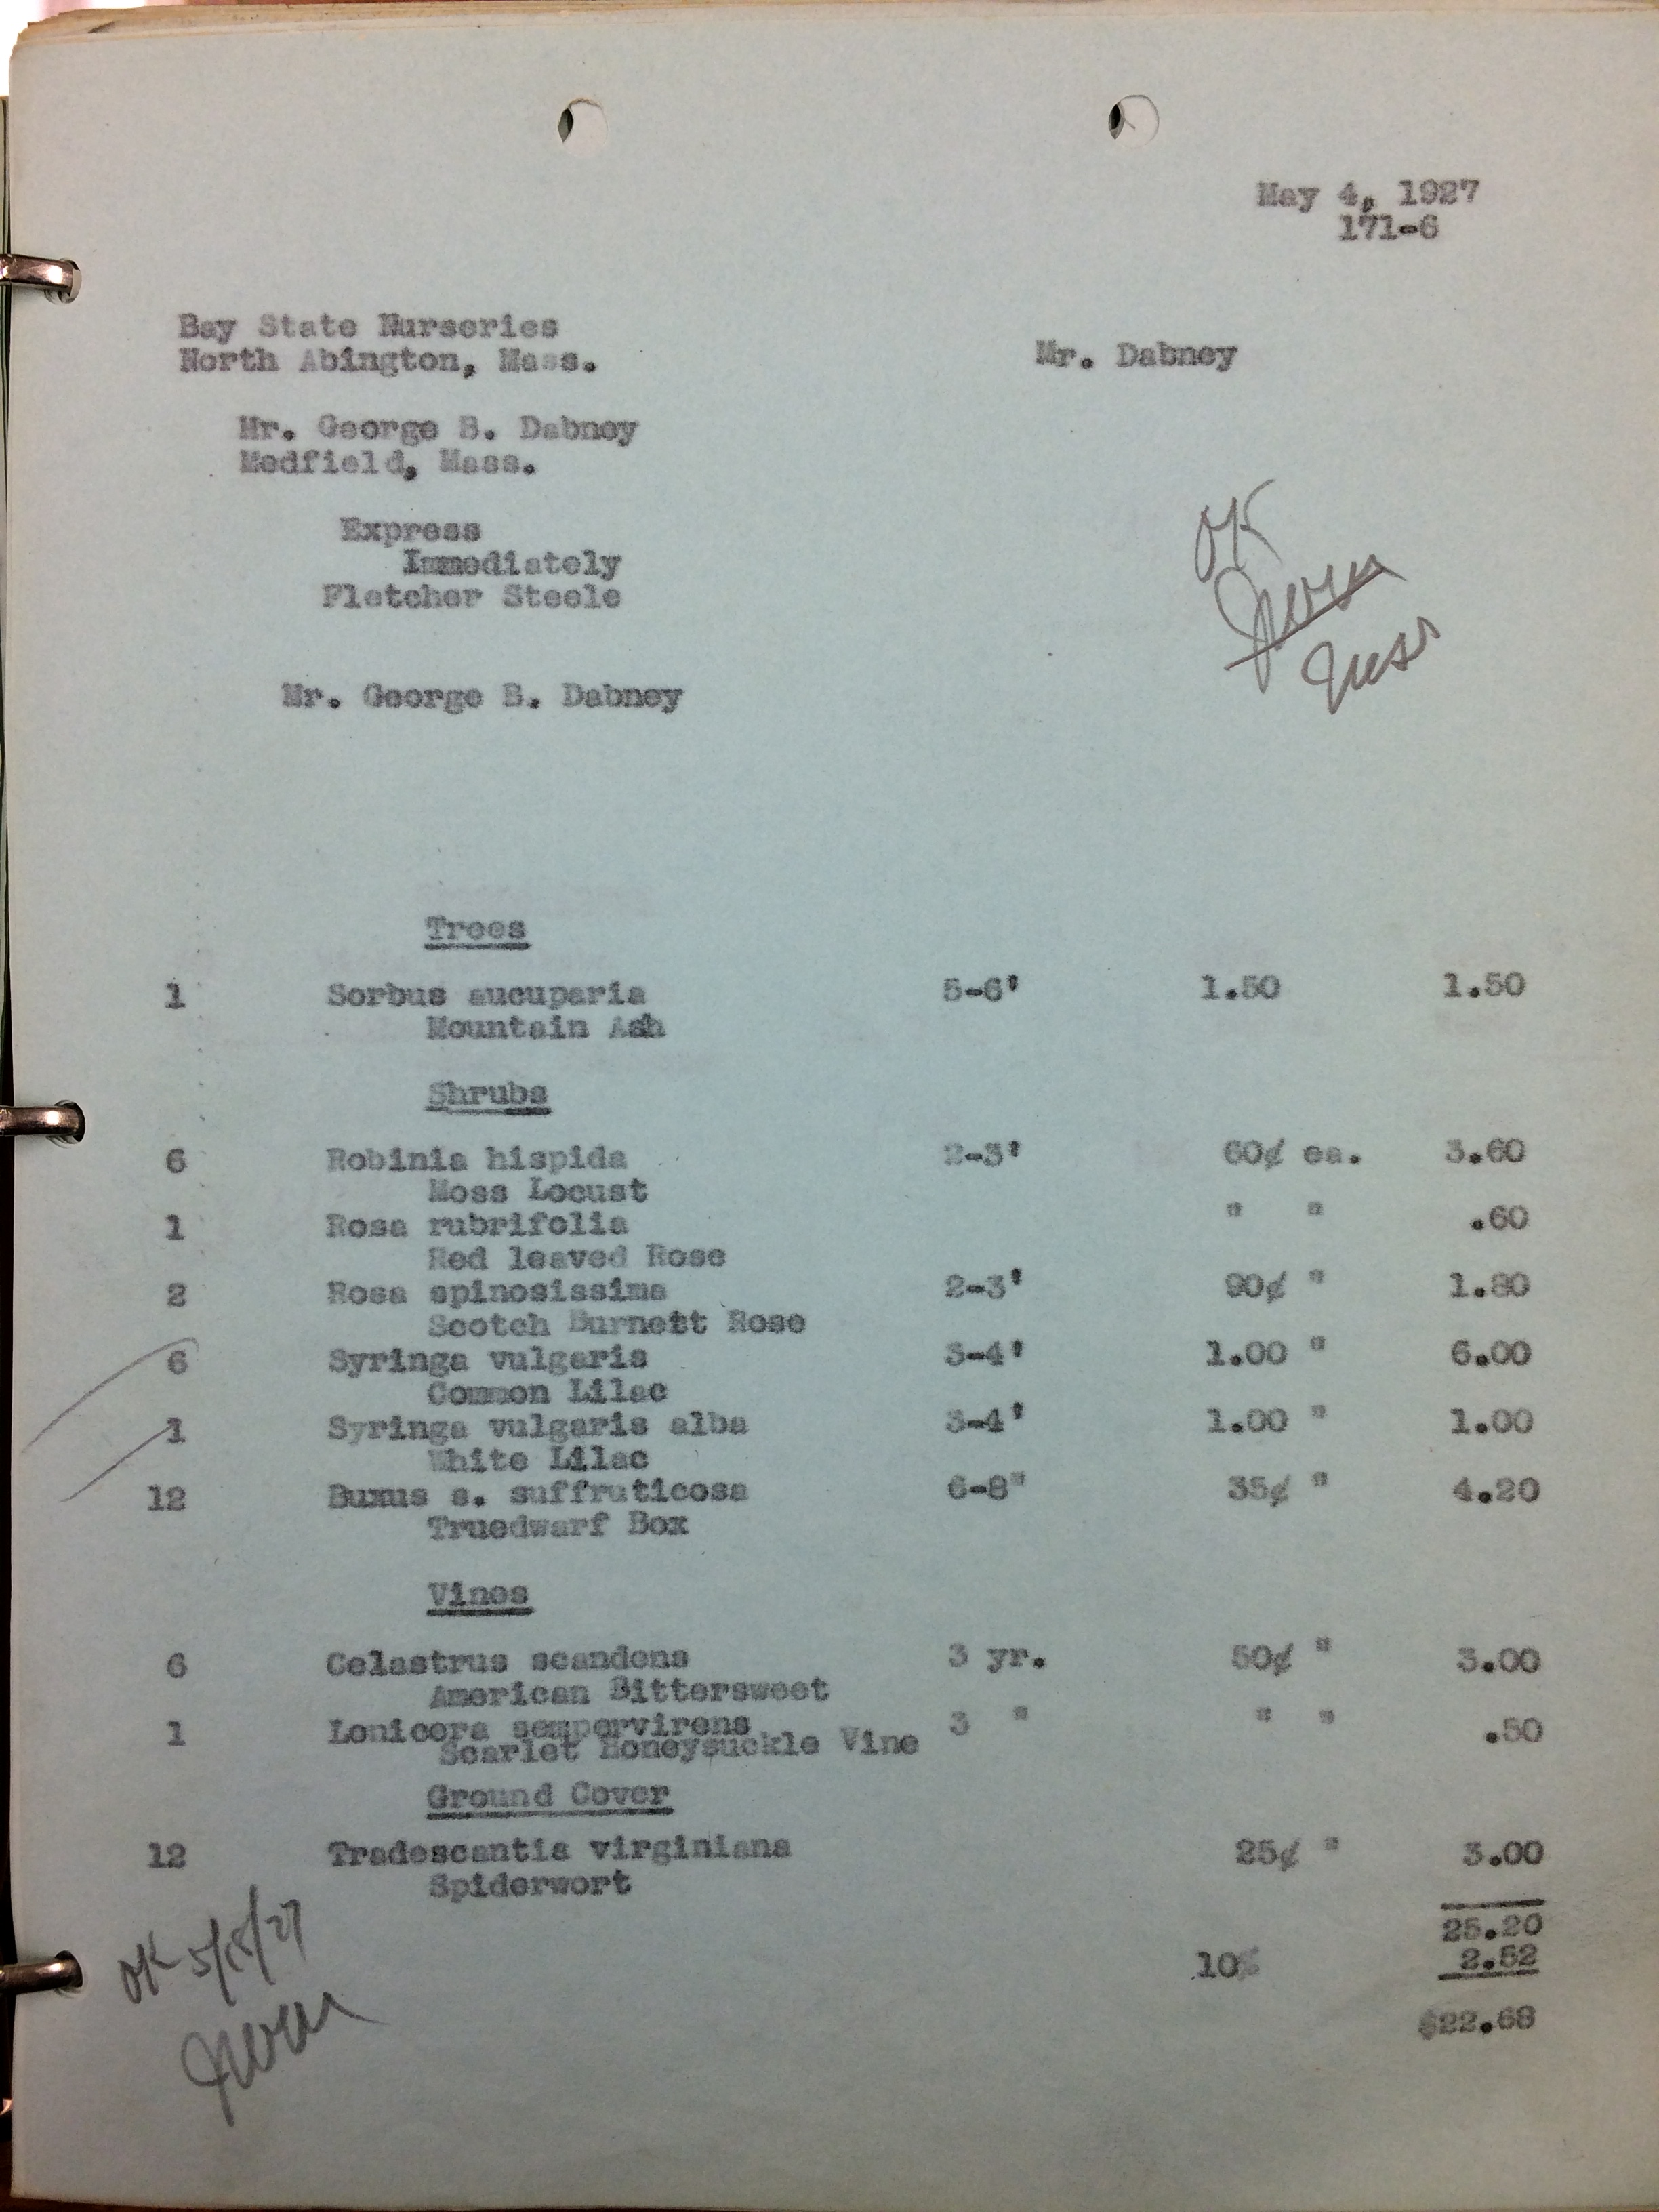 May 4, 1927
171-6
Bay State Nurseries
North Abington, Mass.
Mr. Dabney
Mr. George B. Dabney
Medfield, Mass.
Express
Immediately
Fletcher Steele
OK
Mr. George B. Dabney
Trees
1 Sorbus aucuparia 5-6' 1.50 1.50
Mountain Ash
Shrubs
6 Robinia hispida 2-3' 60¢ ea. 3.60
Moss Locust
1 Rosa rubrifolia " " .60
Red leaved Rose
2 Rosa spinosissima 2-3' 90¢ " 1.80
Scotch Burnett Rose
6 Syringa vulgaris 3-4' 1.00 " 6.00
Common Lilac
1 Syringa vulgaris alba 3-4' 1.00 " 1.00
White Lilac
12 Buxus s. suffruticosa 6-8" 35¢ " 4.20
Truedwarf Box
Vines
6 Celastrus scandens 3 yr. 50¢ " 3.00
American Bittersweet
1 Lonicera sempervirens 3 " " " .50
Scarlet Honeysuckle Vine
Ground Cover
12 Tradescantia virginiana 25¢ " 3.00
Spiderwort
25.20
10% 2.52
$22.68
OK 5/18/27